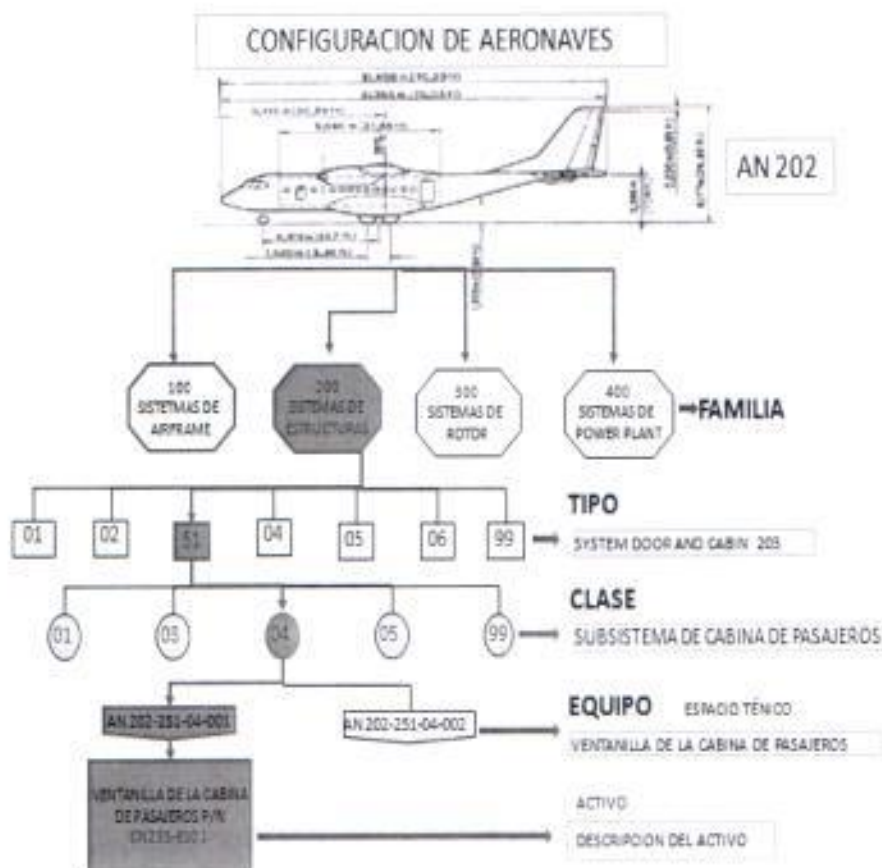 CONFIGURACION DE AERONAVES
AN 202
100
SISTETMAS DE
AIRFRAME
200
SISTEMAS DE
ESTRUCTURAS
300
SISTEMAS DE
ROTOR
400
SISTEMAS DE
POWER PLANT
FAMILIA
01
02
51
04
05
06
99
TIPO
SYSTEM DOOR AND CABIN 203
01
03
04
05
99
CLASE
SUBSISTEMA DE CABINA DE PASAJEROS
AN 202-251-04-001
AN 202-251-04-002
EQUIPO ESPACIO TÉNICO
VENTANILLA DE LA CABINA DE PASAJEROS
VENTANILLA DE LA CABINA
DE PASAJEROS P/N
ACTIVO
DESCRIPCION DEL ACTIVO